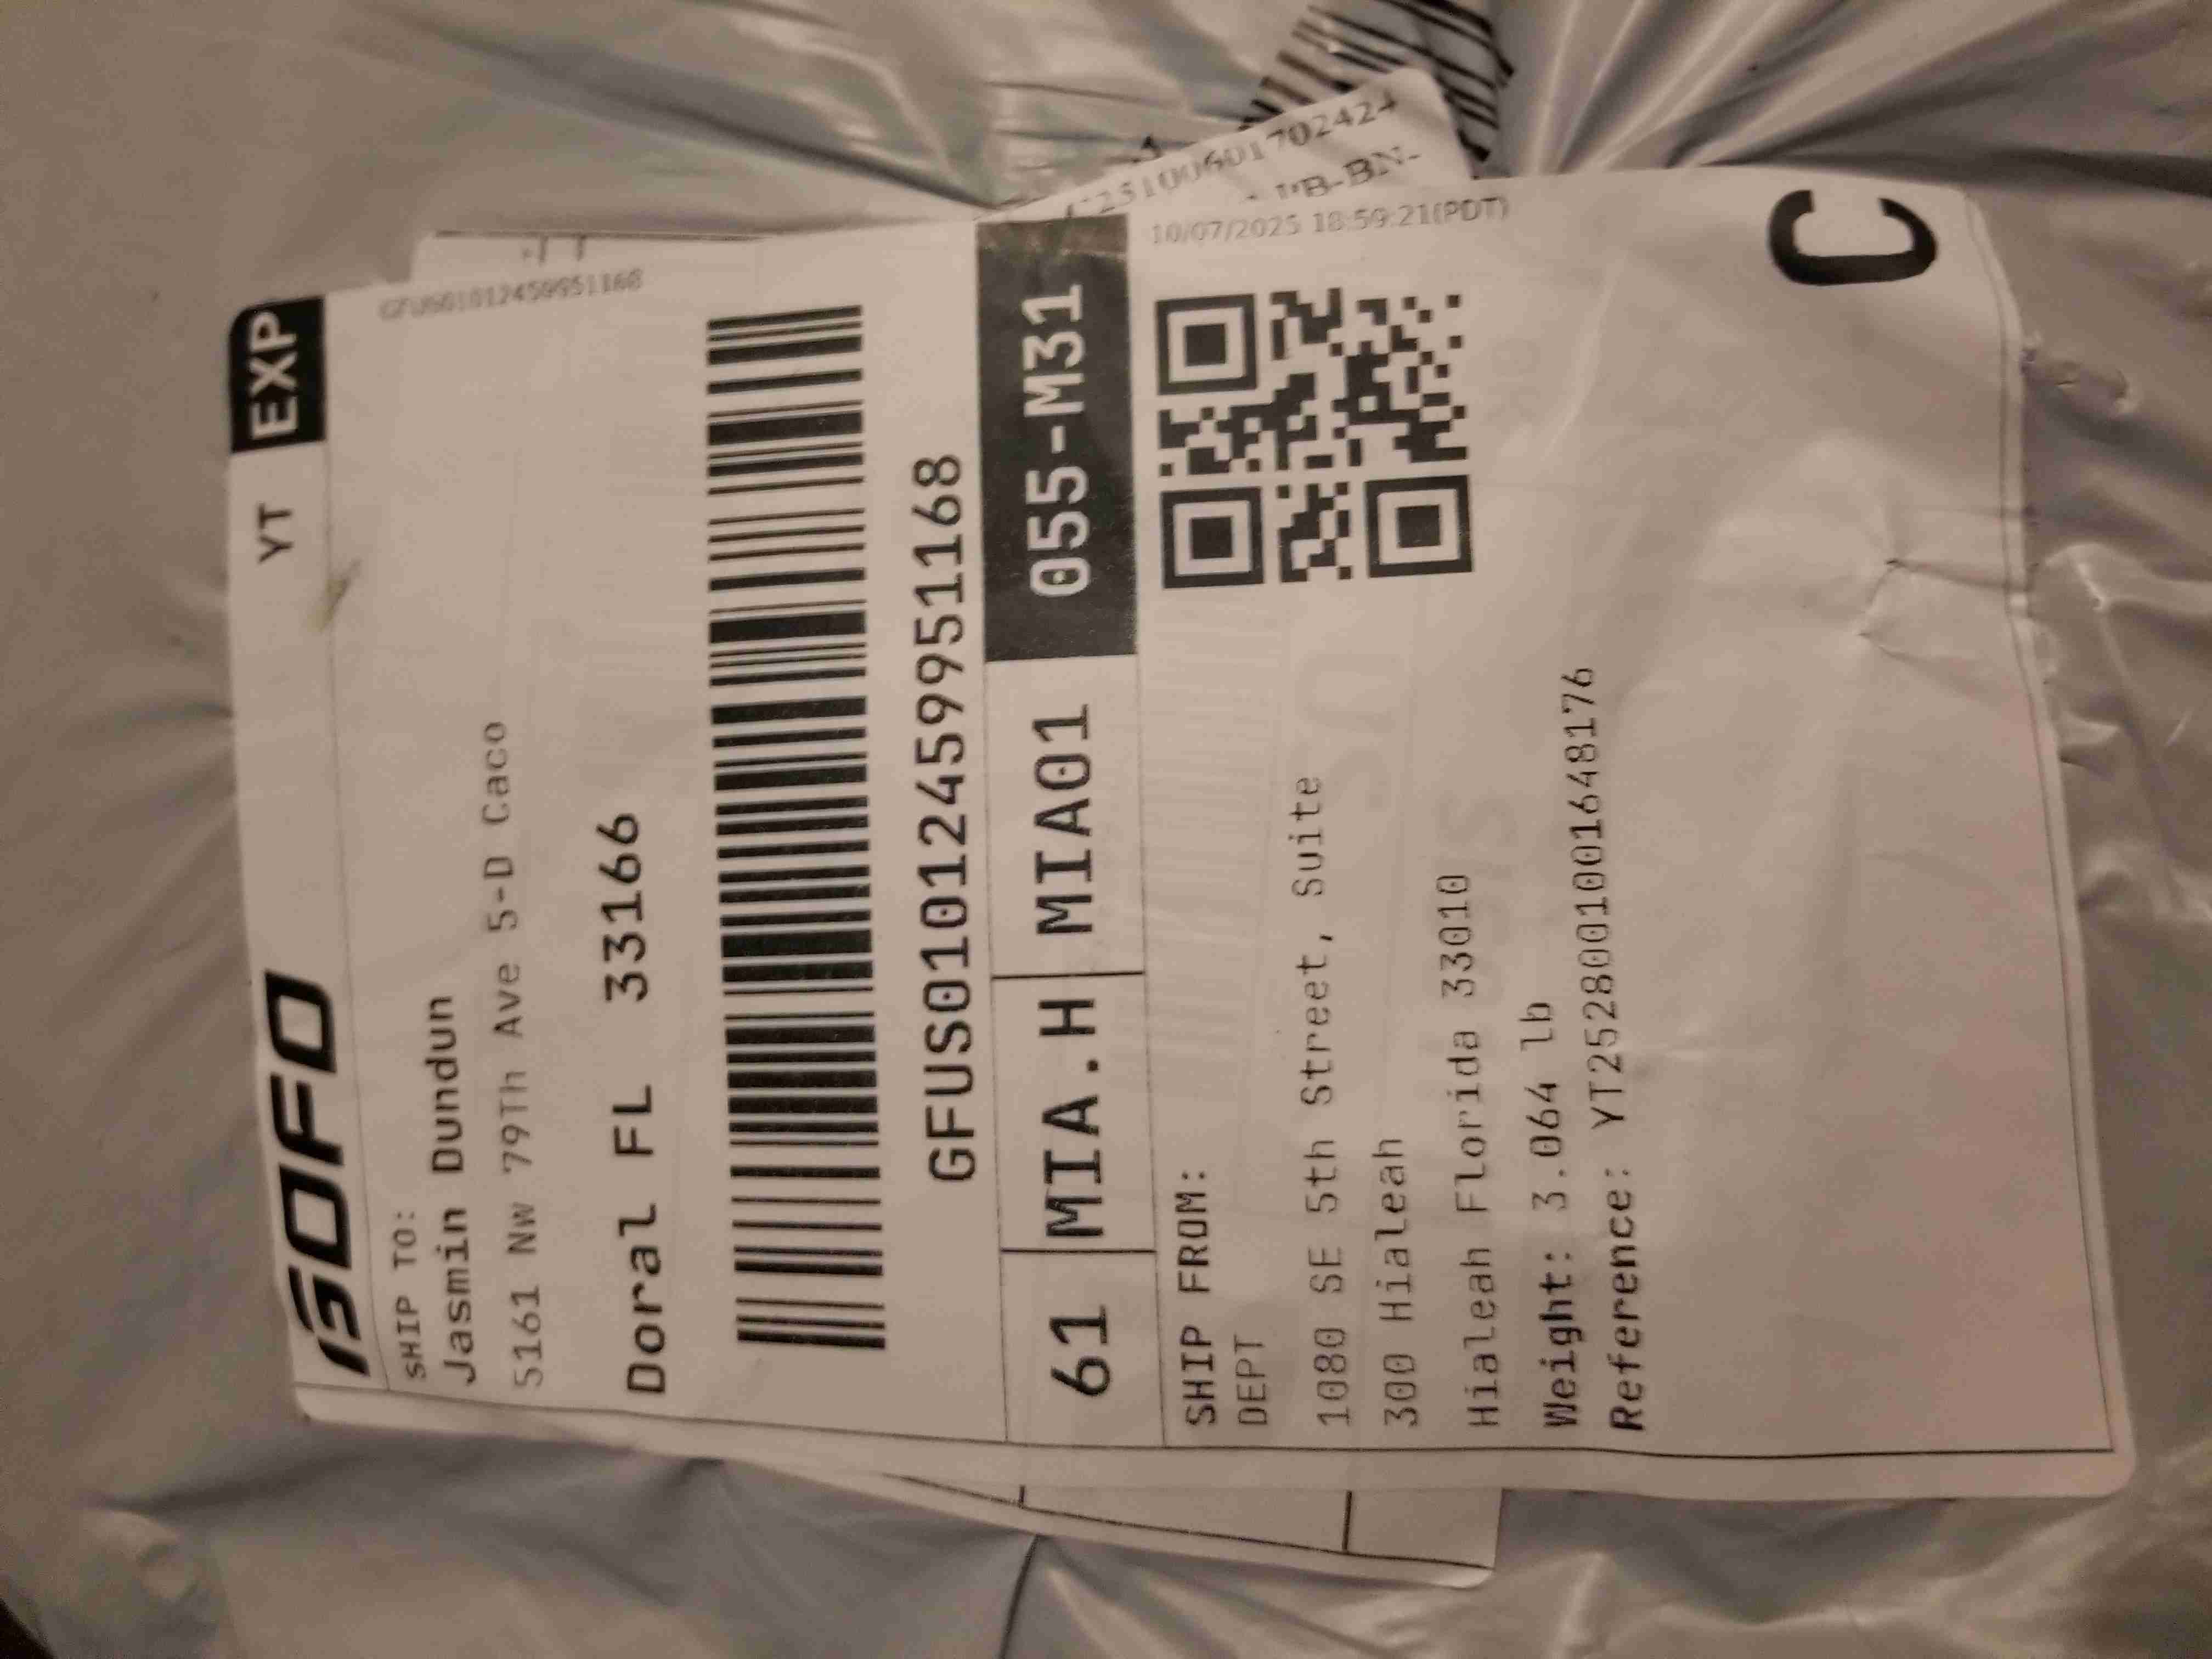 GOFO
YT EXP
GFUS01012459951168
SHIP TO:
Jasmin Dundun
5161 Nw 79Th Ave 5-D Caco
Doral FL 33166
GFUS01012459951168
61 MIA.H MIA01 055-M31
SHIP FROM:
DEPT
1080 SE 5th Street, Suite
300 Hialeah
Hialeah Florida 33010
Weight: 3.064 lb
Reference: YT2528001001648176
10/07/2025 18:59:21(PDT)
C